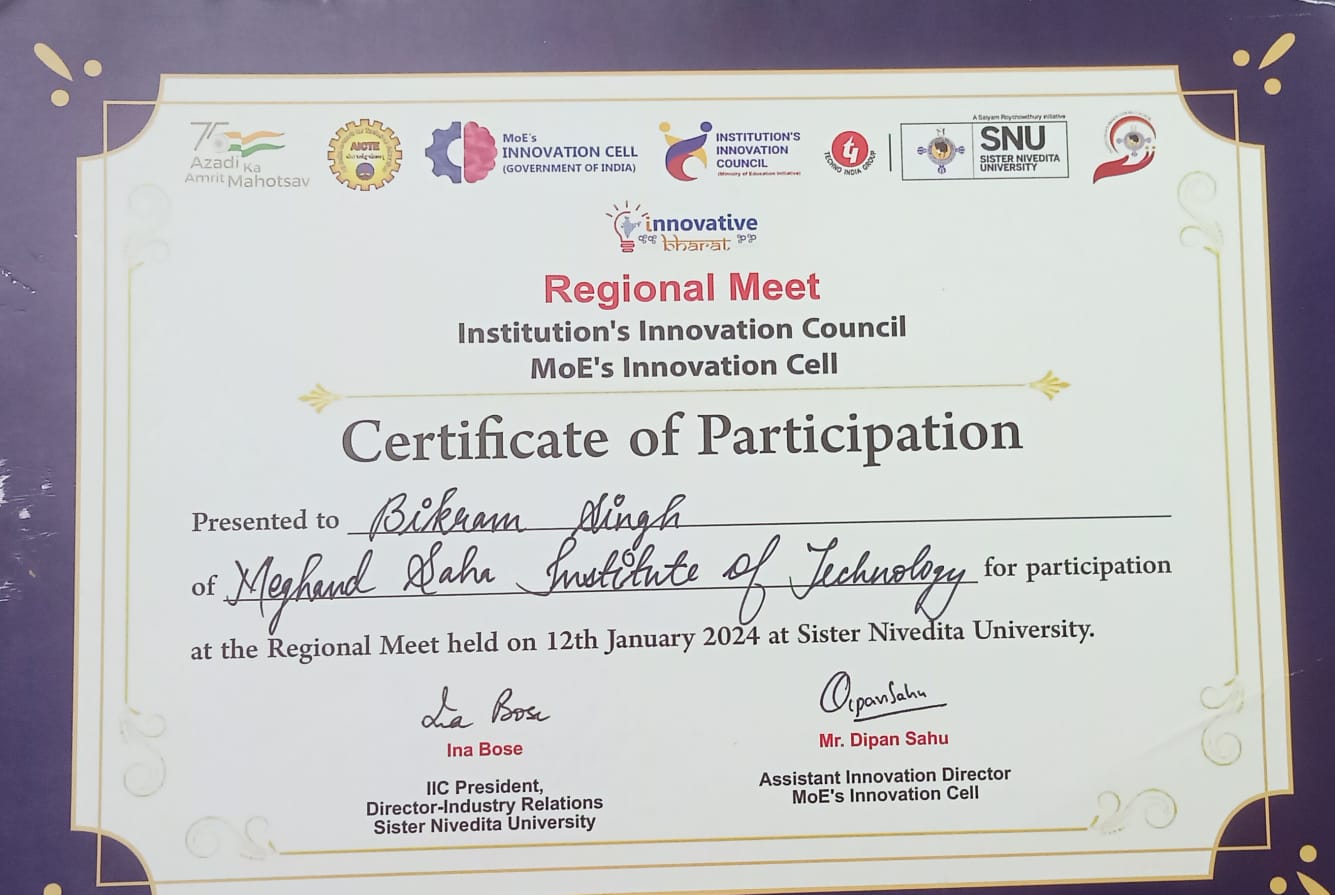 75
Azadi Ka
Amrit Mahotsav
AICTE
MoE's
INNOVATION CELL
(GOVERNMENT OF INDIA)
INSTITUTION'S
INNOVATION
COUNCIL
(Ministry of Education Initiative)
TECHNO INDIA GROUP
A Satyam Roychowdhury initiative
SNU
SISTER NIVEDITA
UNIVERSITY
innovative
bharat
Regional Meet
Institution's Innovation Council
MoE's Innovation Cell
Certificate of Participation
Presented to Bikram Singh
of Meghand Saha Institute of Technology for participation
at the Regional Meet held on 12th January 2024 at Sister Nivedita University.
Ina Bose
Dipan Sahu
Ina Bose
Mr. Dipan Sahu
IIC President,
Director-Industry Relations
Sister Nivedita University
Assistant Innovation Director
MoE's Innovation Cell